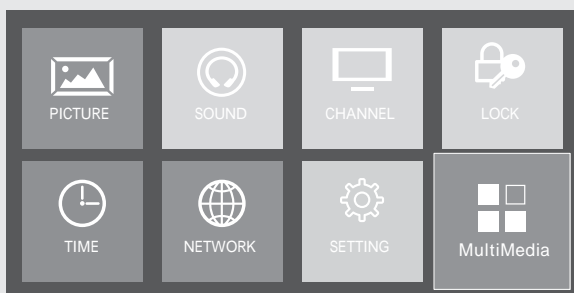 PICTURE
SOUND
CHANNEL
LOCK
TIME
NETWORK
SETTING
MultiMedia